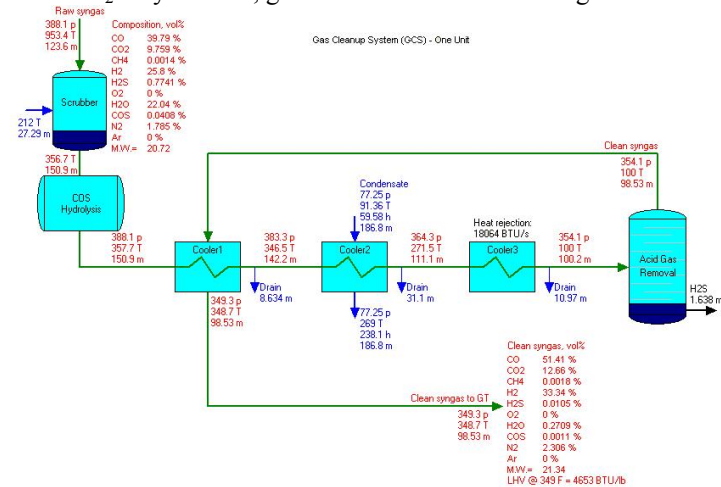 Raw syngas
388.1 p
953.4 T
123.6 m
Composition, vol%
CO 39.79 %
CO2 9.759 %
CH4 0.0014 %
H2 25.8 %
H2S 0.7741 %
O2 0 %
H2O 22.04 %
COS 0.0408 %
N2 1.785 %
Ar 0 %
M.W.= 20.72
Gas Cleanup System (GCS) - One Unit
Scrubber
212 T
27.29 m
356.7 T
150.9 m
COS
Hydrolysis
388.1 p
357.7 T
150.9 m
Cooler1
383.3 p
346.5 T
142.2 m
Drain
8.634 m
349.3 p
348.7 T
98.53 m
Condensate
77.25 p
91.36 T
59.58 h
186.8 m
Cooler2
364.3 p
271.5 T
111.1 m
Drain
31.1 m
77.25 p
269 T
238.1 h
186.8 m
Heat rejection:
18064 BTU/s
Cooler3
354.1 p
100 T
100.2 m
Drain
10.97 m
Clean syngas
354.1 p
100 T
98.53 m
Acid Gas
Removal
H2S
1.638 m
Clean syngas to GT
349.3 p
348.7 T
98.53 m
Clean syngas, vol%
CO 51.41 %
CO2 12.66 %
CH4 0.0018 %
H2 33.34 %
H2S 0.0105 %
O2 0 %
H2O 0.2709 %
COS 0.0011 %
N2 2.306 %
Ar 0 %
M.W.= 21.34
LHV @ 349 F = 4653 BTU/lb